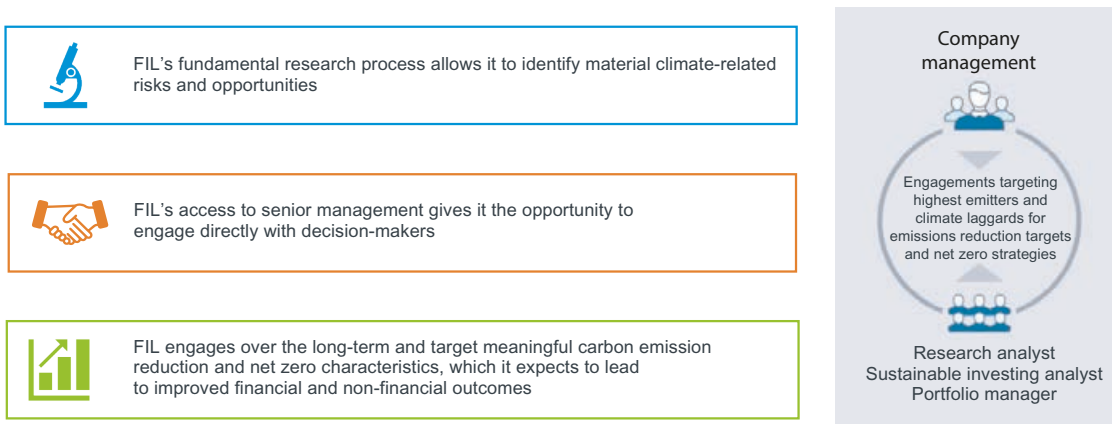 FIL's fundamental research process allows it to identify material climate-related
risks and opportunities
FIL's access to senior management gives it the opportunity to
engage directly with decision-makers
FIL engages over the long-term and target meaningful carbon emission
reduction and net zero characteristics, which it expects to lead
to improved financial and non-financial outcomes
Company
management
Engagements targeting
highest emitters and
climate laggards for
emissions reduction targets
and net zero strategies
Research analyst
Sustainable investing analyst
Portfolio manager